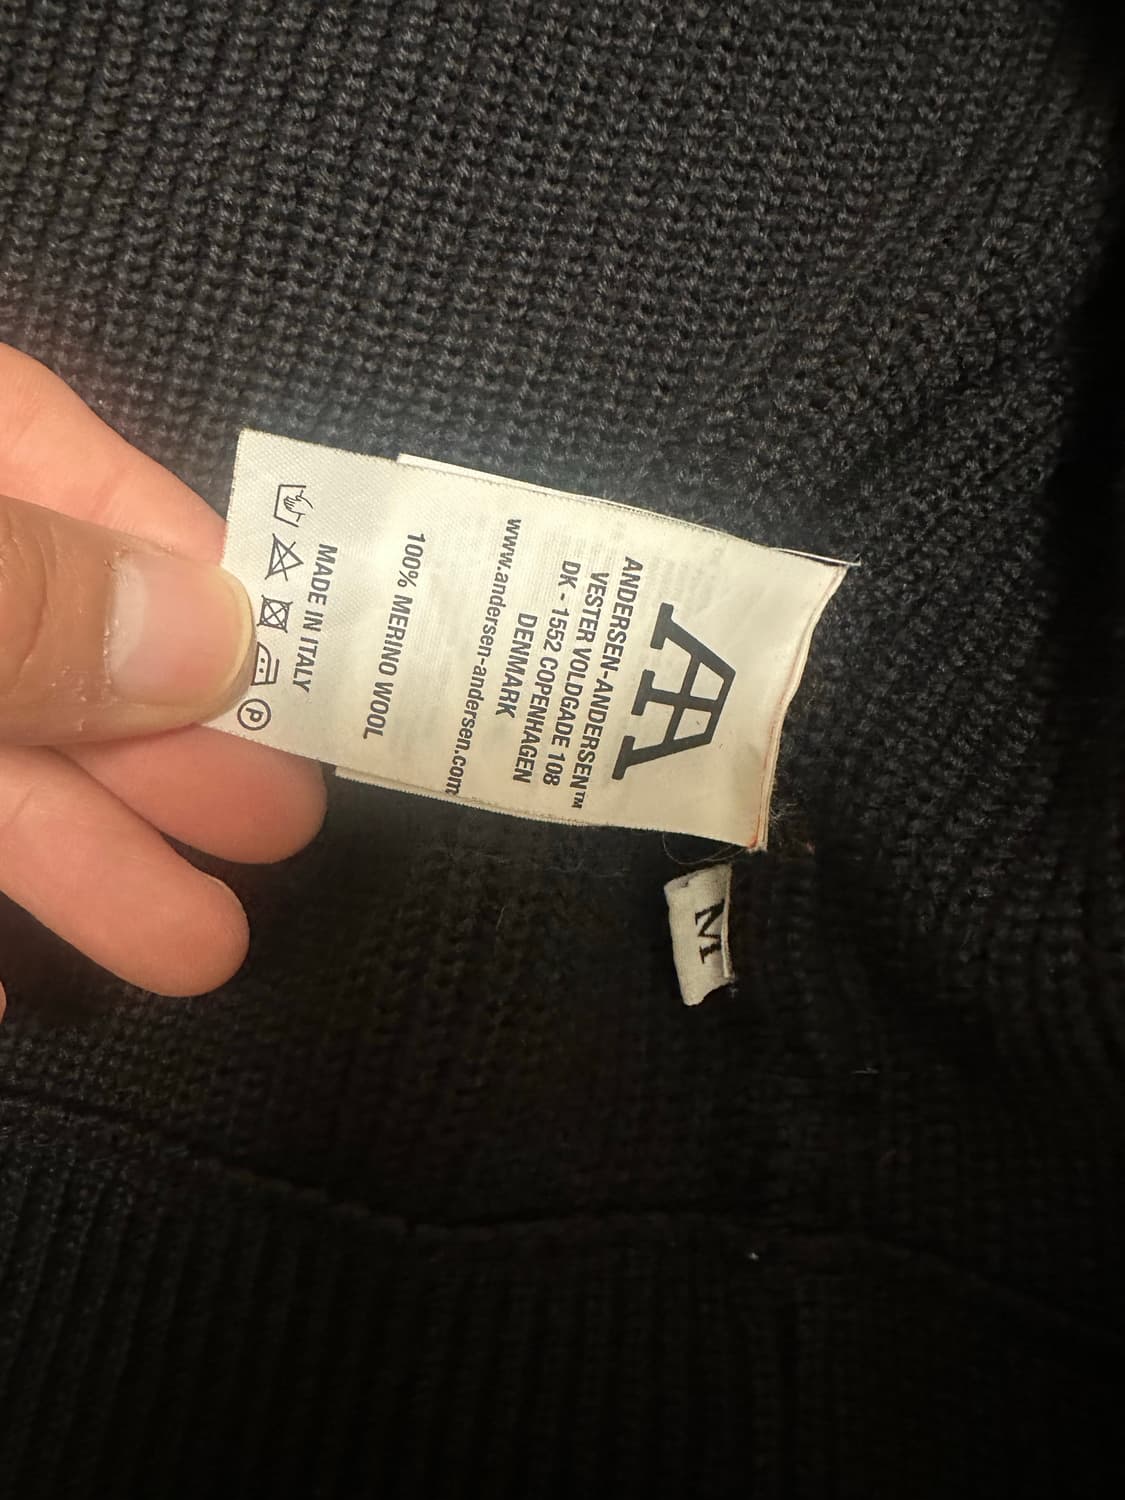 AA
ANDERSEN-ANDERSEN™
VESTER VOLDGADE 108
DK - 1552 COPENHAGEN
DENMARK
www.andersen-andersen.com
100% MERINO WOOL
MADE IN ITALY
P
M